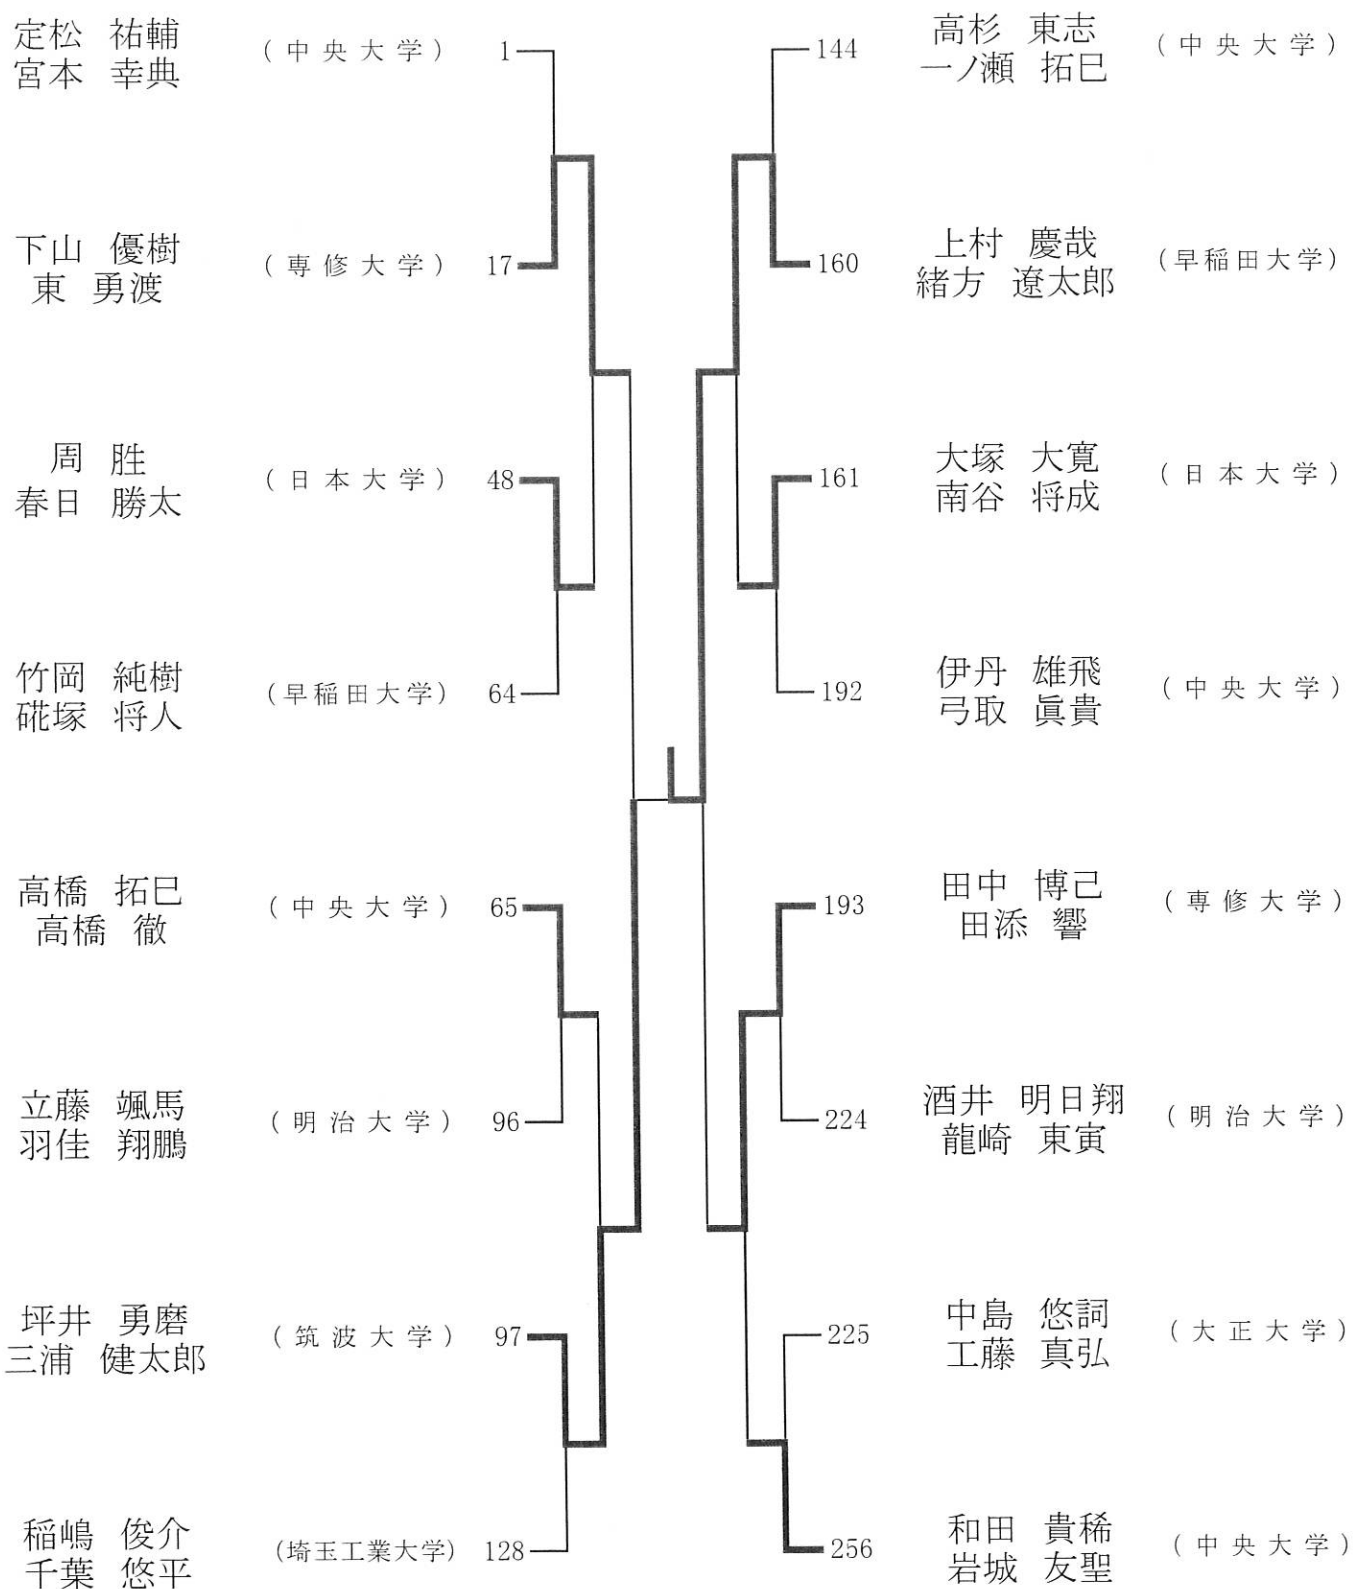 定松 祐輔
宮本 幸典
(中央大学) 1
下山 優樹
東 勇渡
(専修大学) 17
周 胜
春日 勝太
(日本大学) 48
竹岡 純樹
硴塚 将人
(早稲田大学) 64
高橋 拓巳
高橋 徹
(中央大学) 65
立藤 颯馬
羽佳 翔鵬
(明治大学) 96
坪井 勇磨
三浦 健太郎
(筑波大学) 97
稲嶋 俊介
千葉 悠平
(埼玉工業大学) 128
144
高杉 東志
一ノ瀬 拓巳
(中央大学)
160
上村 慶哉
緒方 遼太郎
(早稲田大学)
161
大塚 大寛
南谷 将成
(日本大学)
192
伊丹 雄飛
弓取 眞貴
(中央大学)
193
田中 博己
田添 響
(専修大学)
224
酒井 明日翔
龍崎 東寅
(明治大学)
225
中島 悠詞
工藤 真弘
(大正大学)
256
和田 貴稀
岩城 友聖
(中央大学)